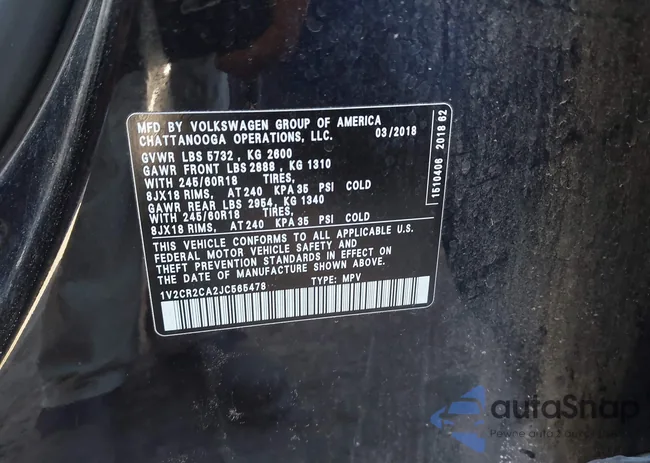 MFD BY VOLKSWAGEN GROUP OF AMERICA
CHATTANOOGA OPERATIONS, LLC. 03/2018
GVWR LBS 5732 , KG 2600
GAWR FRONT LBS 2888 , KG 1310
WITH 245/60R18 TIRES,
8JX18 RIMS, AT 240 KPA 35 PSI COLD
GAWR REAR LBS 2954, KG 1340
WITH 245/60R18 TIRES,
8JX18 RIMS, AT 240 KPA 35 PSI COLD
THIS VEHICLE CONFORMS TO ALL APPLICABLE U.S.
FEDERAL MOTOR VEHICLE SAFETY AND
THEFT PREVENTION STANDARDS IN EFFECT ON
THE DATE OF MANUFACTURE SHOWN ABOVE.
1V2CR2CA2JC565478 TYPE: MPV
1510406 2018 62
autoSnap
Pewne auto z